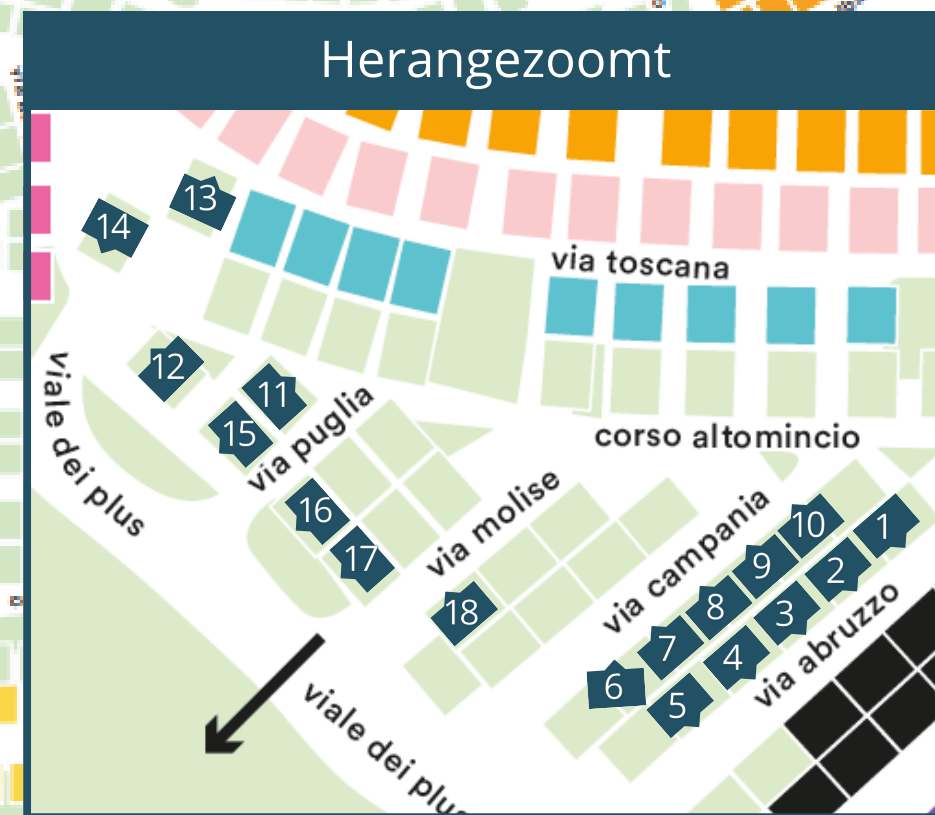 Herangezoomt
13
14
via toscana
12
11
viale dei plus
15
via puglia
corso altomincio
16
17
via molise
18
via campania
10
1
9
2
8
3
7
4
6
5
via abruzzo
viale dei plus